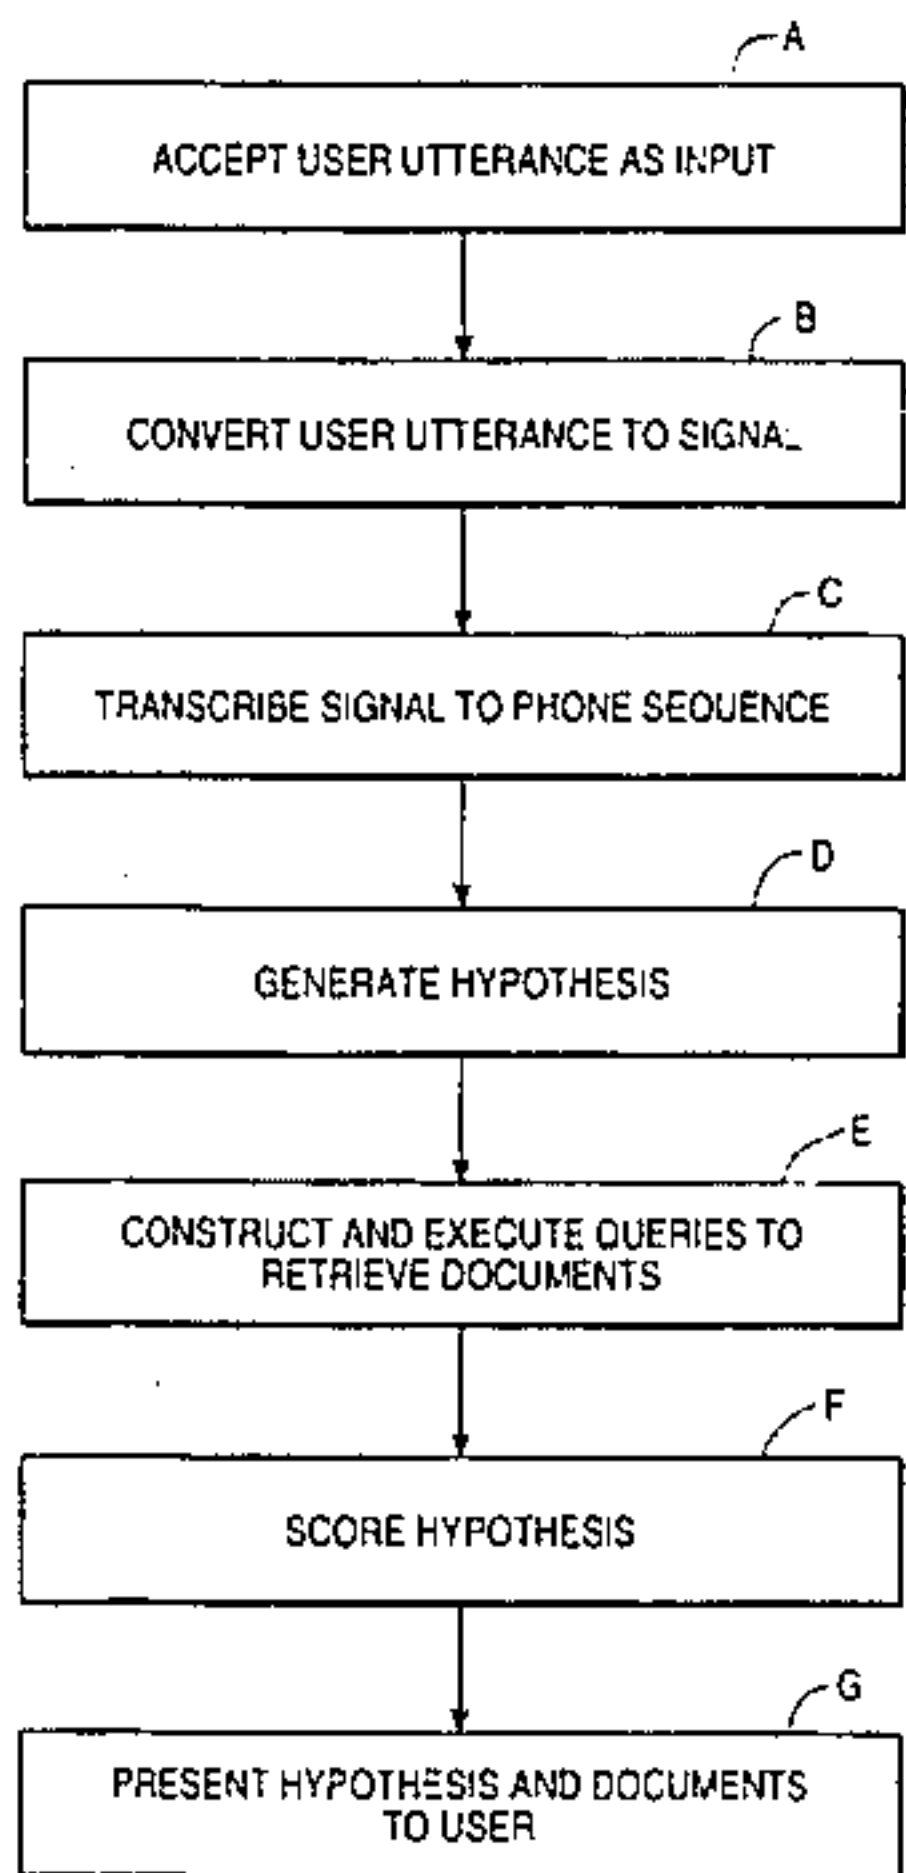 A
ACCEPT USER UTTERANCE AS INPUT
B
CONVERT USER UTTERANCE TO SIGNAL
C
TRANSCRIBE SIGNAL TO PHONE SEQUENCE
D
GENERATE HYPOTHESIS
E
CONSTRUCT AND EXECUTE QUERIES TO
RETRIEVE DOCUMENTS
F
SCORE HYPOTHESIS
G
PRESENT HYPOTHESIS AND DOCUMENTS
TO USER